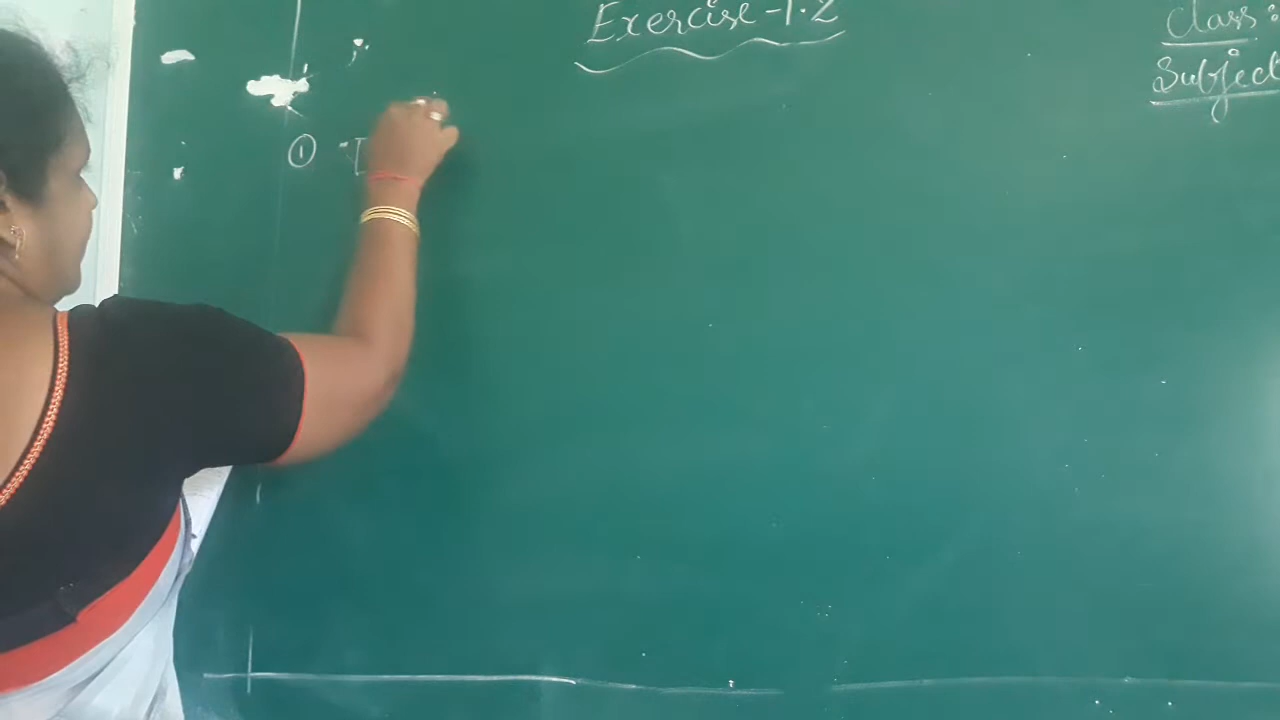 Exercise-1.2
Class:
Subject
① I